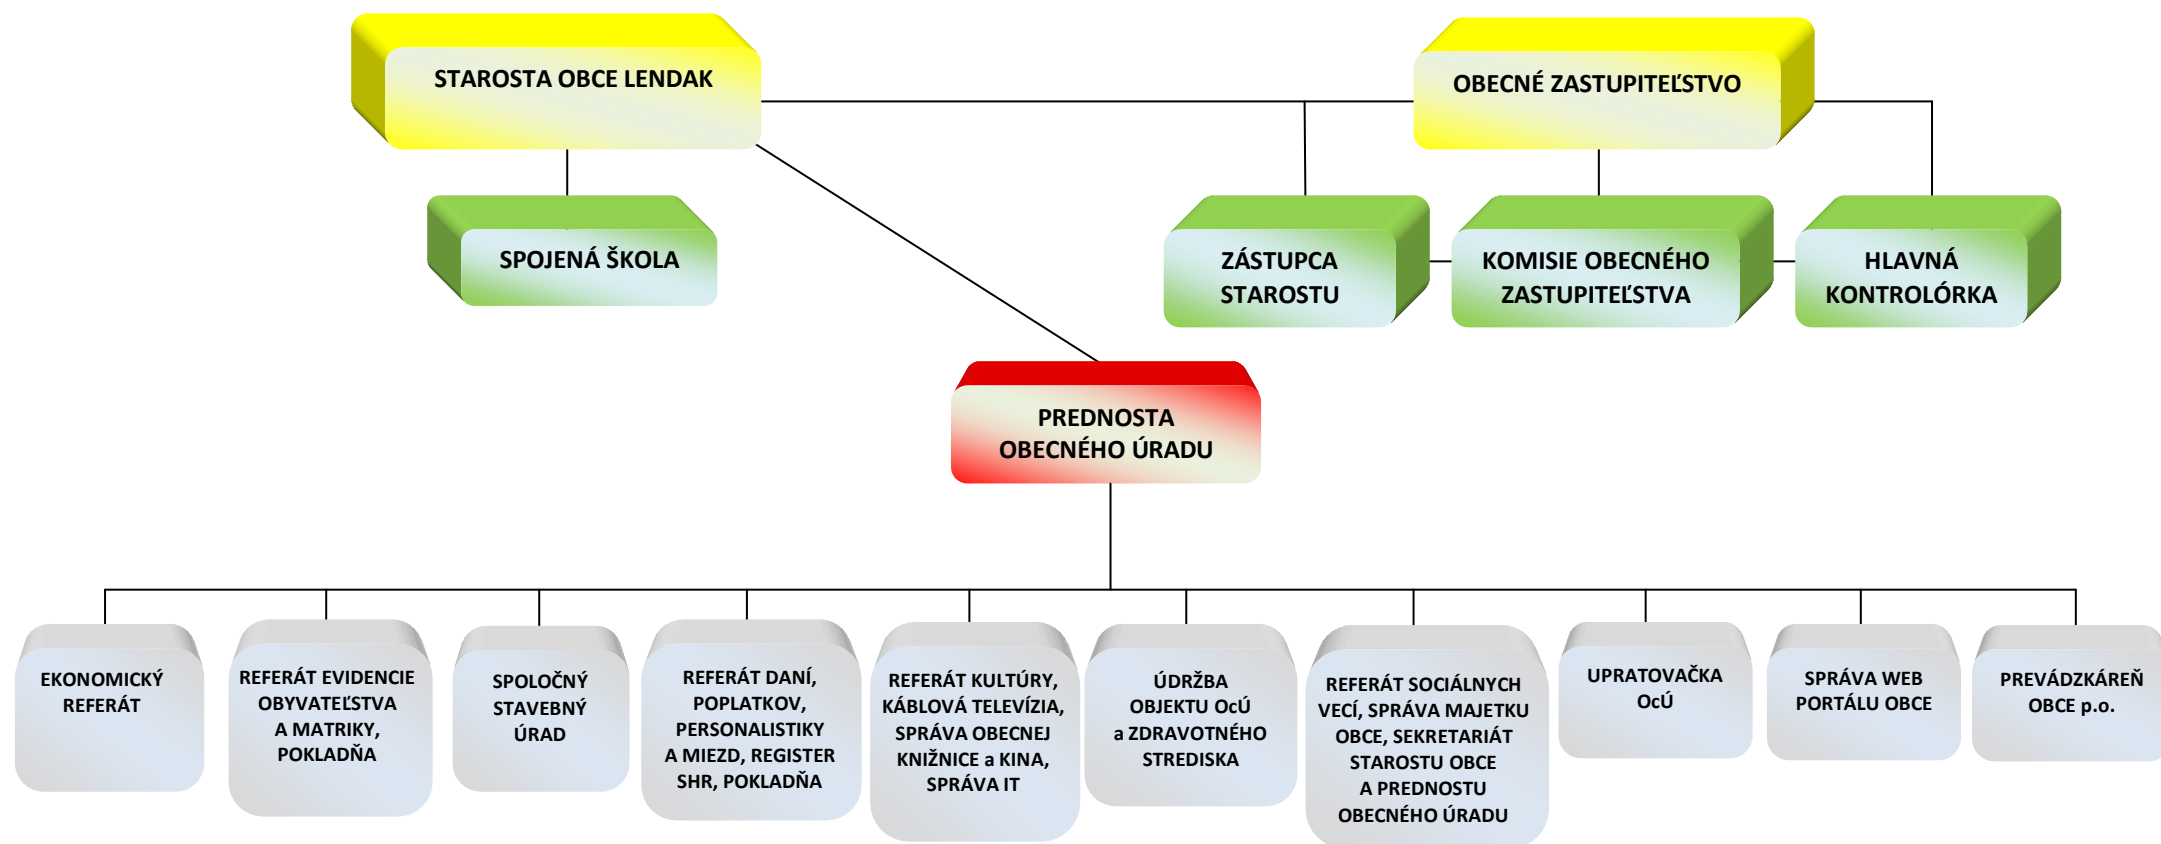 STAROSTA OBCE LENDAK
OBECNÉ ZASTUPITEĽSTVO
SPOJENÁ ŠKOLA
ZÁSTUPCA
STAROSTU
KOMISIE OBECNÉHO
ZASTUPITEĽSTVA
HLAVNÁ
KONTROLÓRKA
PREDNOSTA
OBECNÉHO ÚRADU
EKONOMICKÝ
REFERÁT
REFERÁT EVIDENCIE
OBYVATEĽSTVA
A MATRIKY,
POKLADŇA
SPOLOČNÝ
STAVEBNÝ
ÚRAD
REFERÁT DANÍ,
POPLATKOV,
PERSONALISTIKY
A MIEZD, REGISTER
SHR, POKLADŇA
REFERÁT KULTÚRY,
KÁBLOVÁ TELEVÍZIA,
SPRÁVA OBECNEJ
KNIŽNICE a KINA,
SPRÁVA IT
ÚDRŽBA
OBJEKTU OcÚ
a ZDRAVOTNÉHO
STREDISKA
REFERÁT SOCIÁLNYCH
VECÍ, SPRÁVA MAJETKU
OBCE, SEKRETARIÁT
STAROSTU OBCE
A PREDNOSTU
OBECNÉHO ÚRADU
UPRATOVAČKA
OcÚ
SPRÁVA WEB
PORTÁLU OBCE
PREVÁDZKÁREŇ
OBCE p.o.